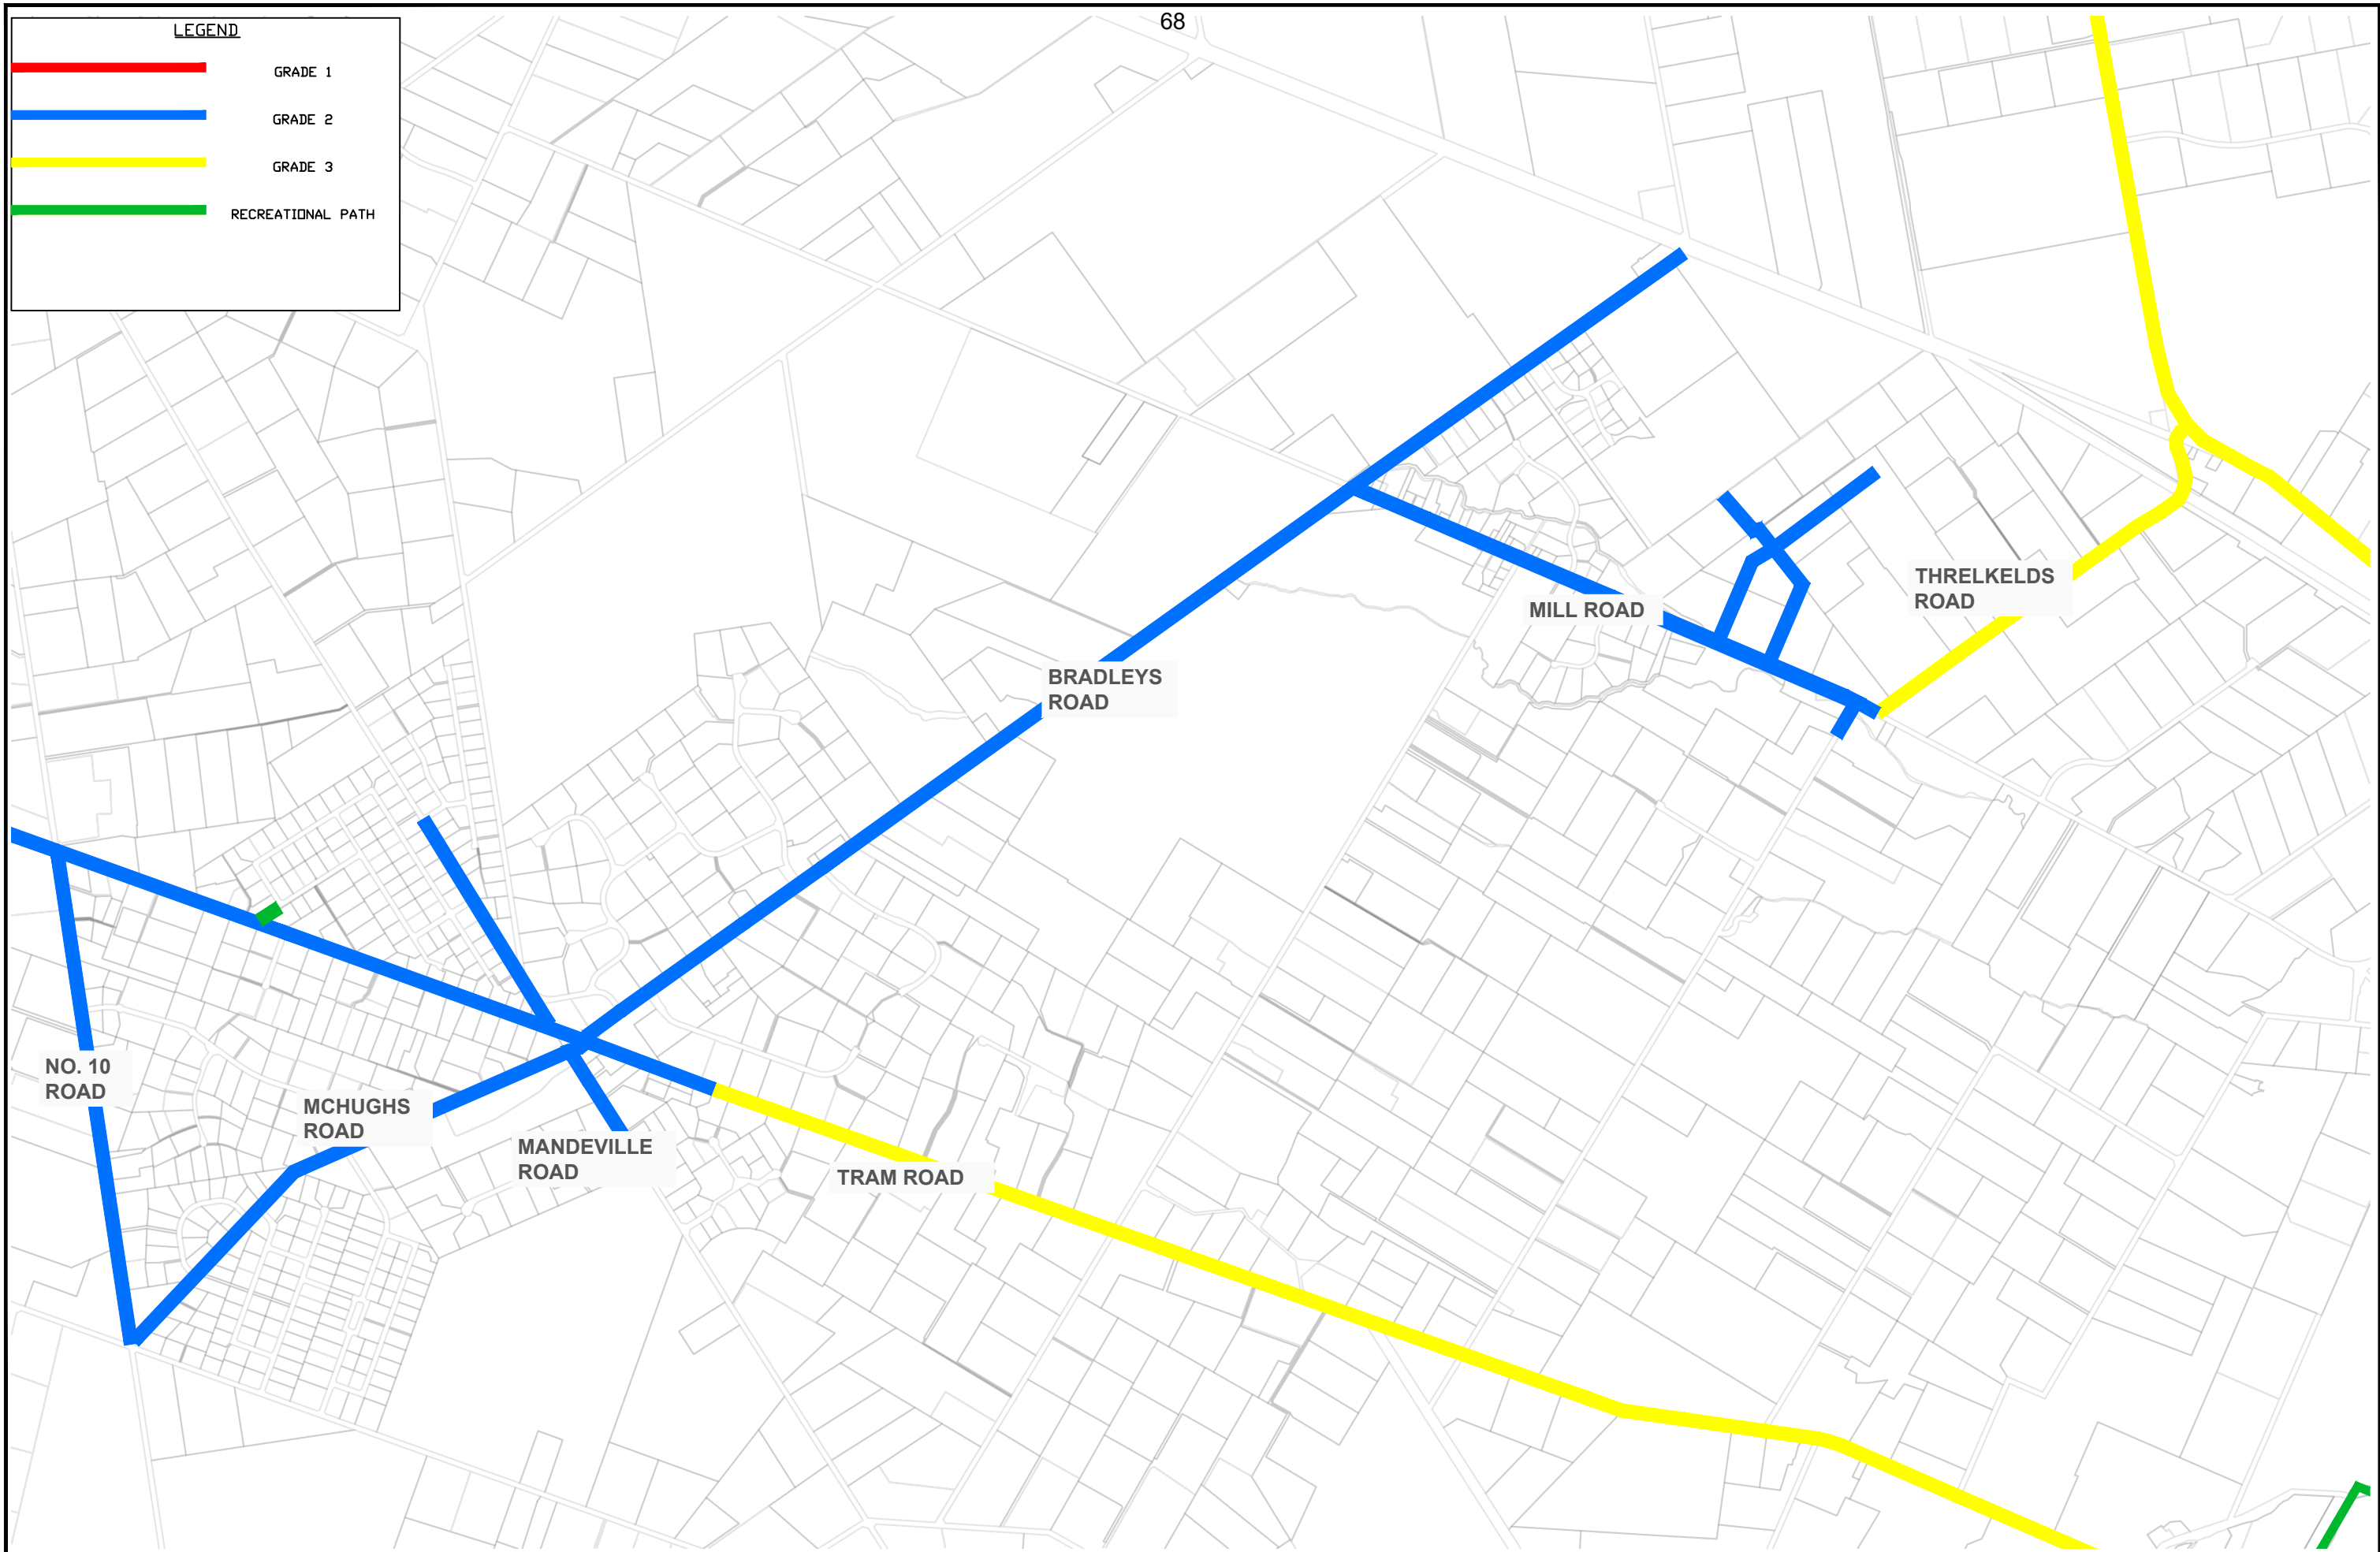 68
LEGEND
GRADE 1
GRADE 2
GRADE 3
RECREATIONAL PATH
THRELKELDS
ROAD
MILL ROAD
BRADLEYS
ROAD
NO. 10
ROAD
MCHUGHS
ROAD
MANDEVILLE
ROAD
TRAM ROAD